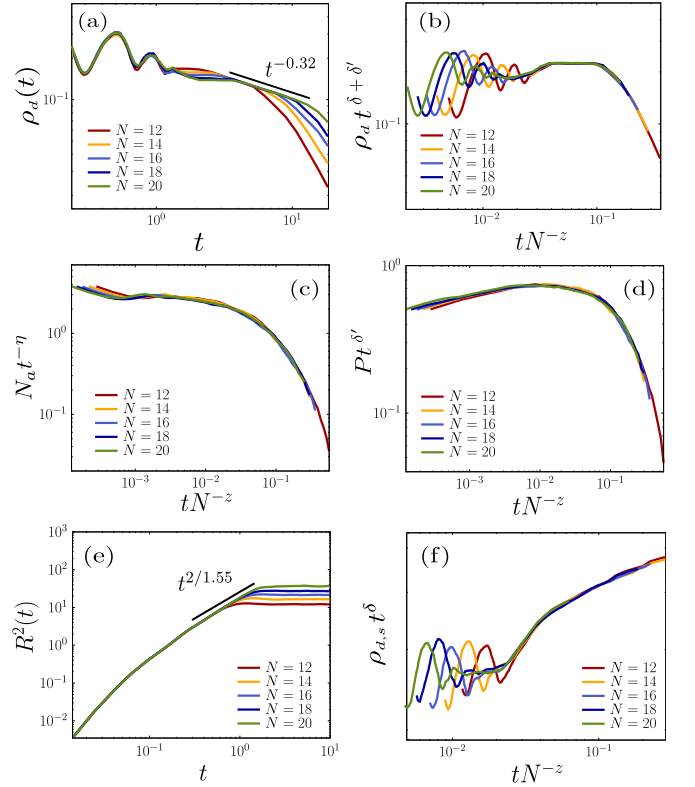 (a)
ρ_d(t)
10^{-1}
t^{-0.32}
N = 12
N = 14
N = 16
N = 18
N = 20
10^0
10^1
t
(b)
ρ_d t^{δ+δ′}
10^{-1}
N = 12
N = 14
N = 16
N = 18
N = 20
10^{-2}
10^{-1}
tN^{-z}
(c)
N_a t^{-η}
10^0
10^{-1}
N = 12
N = 14
N = 16
N = 18
N = 20
10^{-3}
10^{-2}
10^{-1}
tN^{-z}
(d)
Pt^{δ′}
10^0
10^{-1}
N = 12
N = 14
N = 16
N = 18
N = 20
10^{-3}
10^{-2}
10^{-1}
tN^{-z}
(e)
R^2(t)
10^3
10^2
10^1
10^0
10^{-1}
10^{-2}
t^{2/1.55}
N = 12
N = 14
N = 16
N = 18
N = 20
10^{-1}
10^0
10^1
t
(f)
ρ_{d,s} t^δ
N = 12
N = 14
N = 16
N = 18
N = 20
10^{-2}
10^{-1}
tN^{-z}